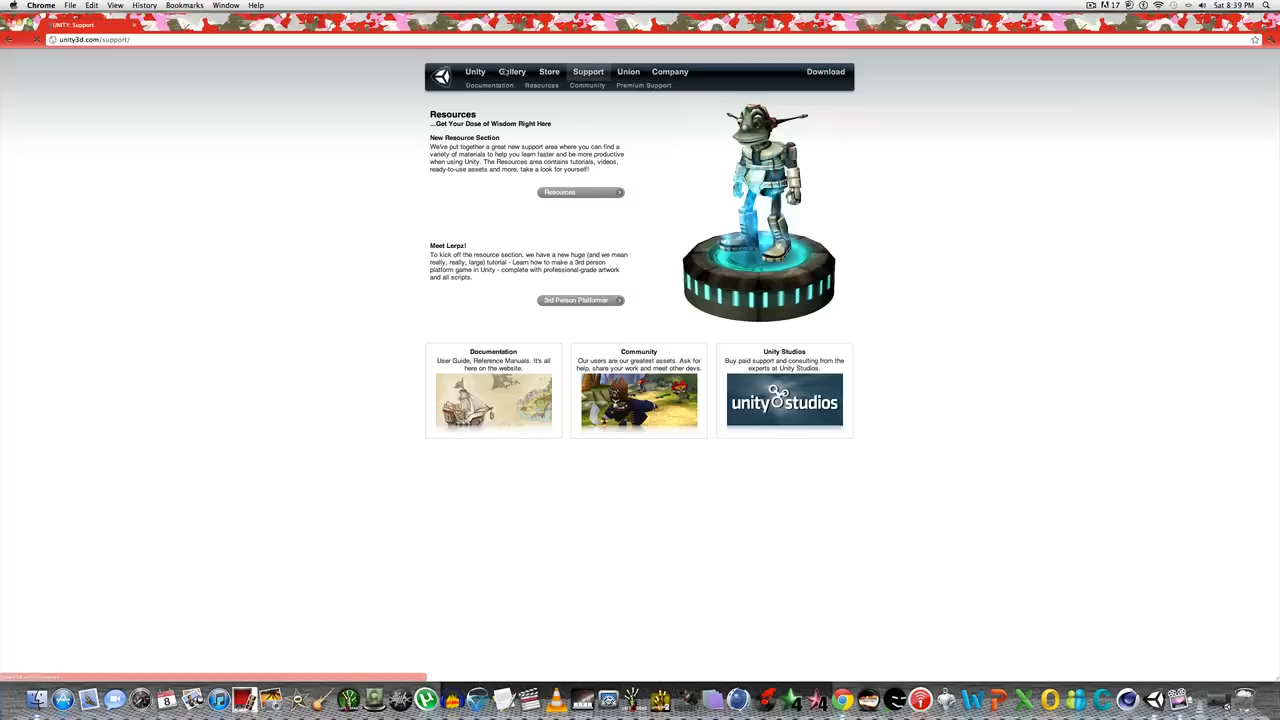 Chrome File Edit View History Bookmarks Window Help
17 Sat 8:39 PM
UNITY: Support
unity3d.com/support/
Unity Gallery Store Support Union Company Download
Documentation Resources Community Premium Support
Resources
...Get Your Dose of Wisdom Right Here
New Resource Section
We've put together a great new support area where you can find a
variety of materials to help you learn faster and be more productive
when using Unity. The Resources area contains tutorials, videos,
ready-to-use assets and more, take a look for yourself!
Resources
Meet Lerpz!
To kick off the resource section, we have a new huge (and we mean
really, really, large) tutorial - Learn how to make a 3rd person
platform game in Unity - complete with professional-grade artwork
and all scripts.
3rd Person Platformer
Documentation
User Guide, Reference Manuals. It's all
here on the website.
Community
Our users are our greatest assets. Ask for
help, share your work and meet other devs.
Unity Studios
Buy paid support and consulting from the
experts at Unity Studios.
unity studios